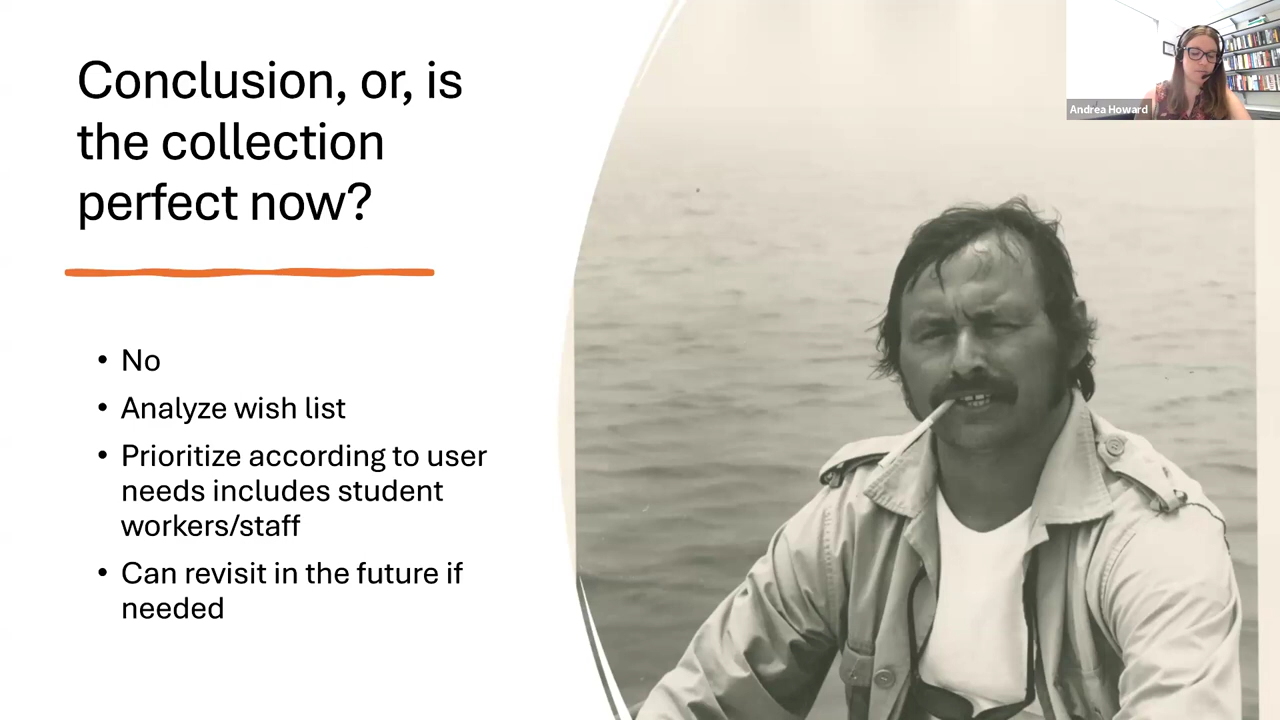 Conclusion, or, is
the collection
perfect now?
• No
• Analyze wish list
• Prioritize according to user
needs includes student
workers/staff
• Can revisit in the future if
needed
Andrea Howard